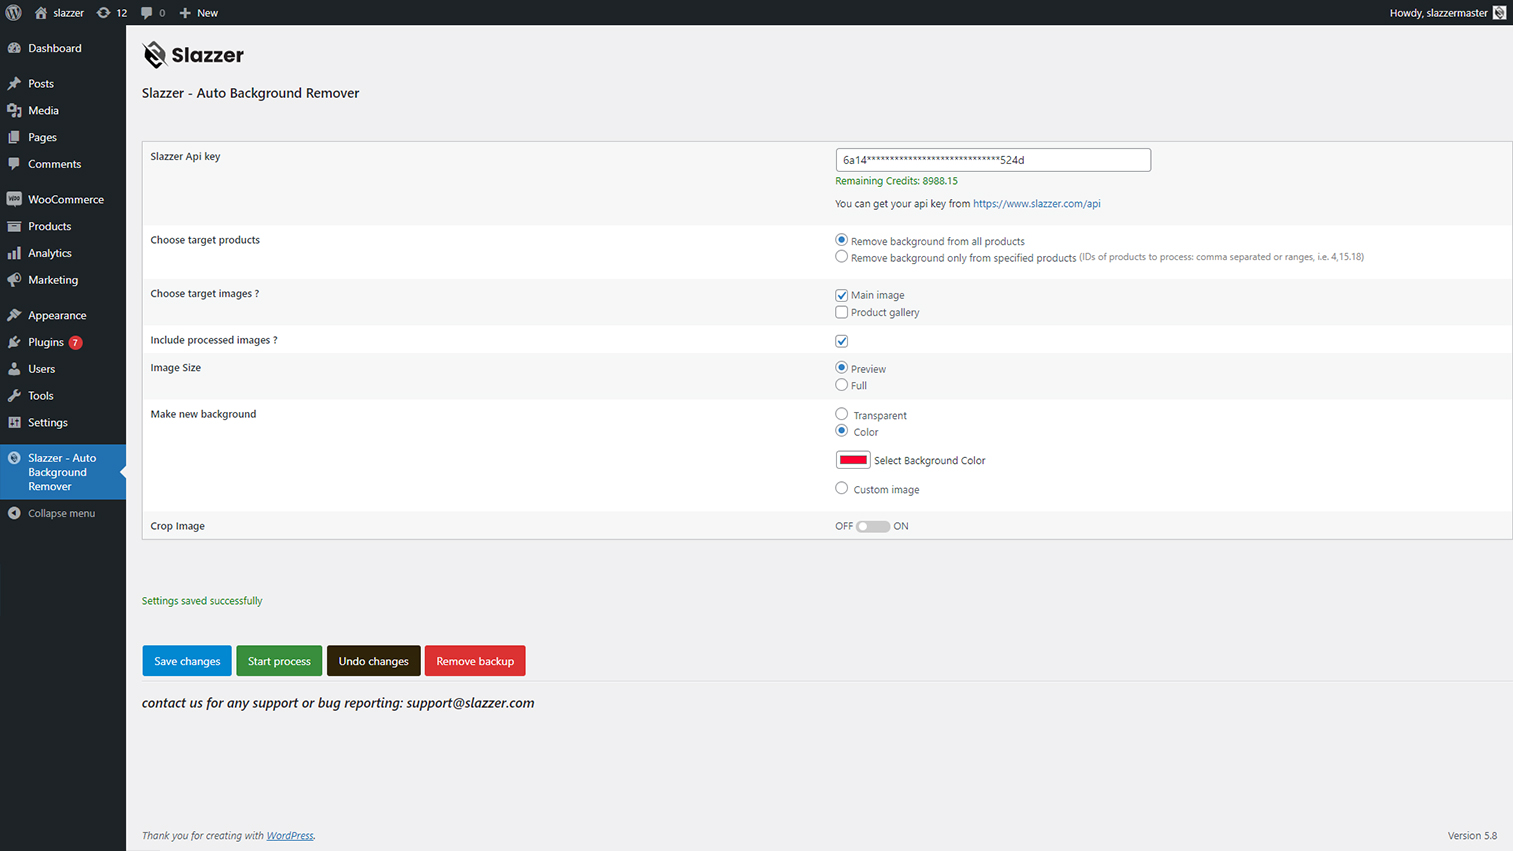 slazzer 12 0 New
Howdy, slazzermaster
Dashboard
Posts
Media
Pages
Comments
WooCommerce
Products
Analytics
Marketing
Appearance
Plugins 7
Users
Tools
Settings
Slazzer - Auto
Background
Remover
Collapse menu
Slazzer
Slazzer - Auto Background Remover
Slazzer Api key
6a14*****************************524d
Remaining Credits: 8988.15
You can get your api key from https://www.slazzer.com/api
Choose target products
Remove background from all products
Remove background only from specified products (IDs of products to process: comma separated or ranges, i.e. 4,15.18)
Choose target images ?
Main image
Product gallery
Include processed images ?
Image Size
Preview
Full
Make new background
Transparent
Color
Select Background Color
Custom image
Crop Image
OFF ON
Settings saved successfully
Save changes Start process Undo changes Remove backup
contact us for any support or bug reporting: support@slazzer.com
Thank you for creating with WordPress.
Version 5.8